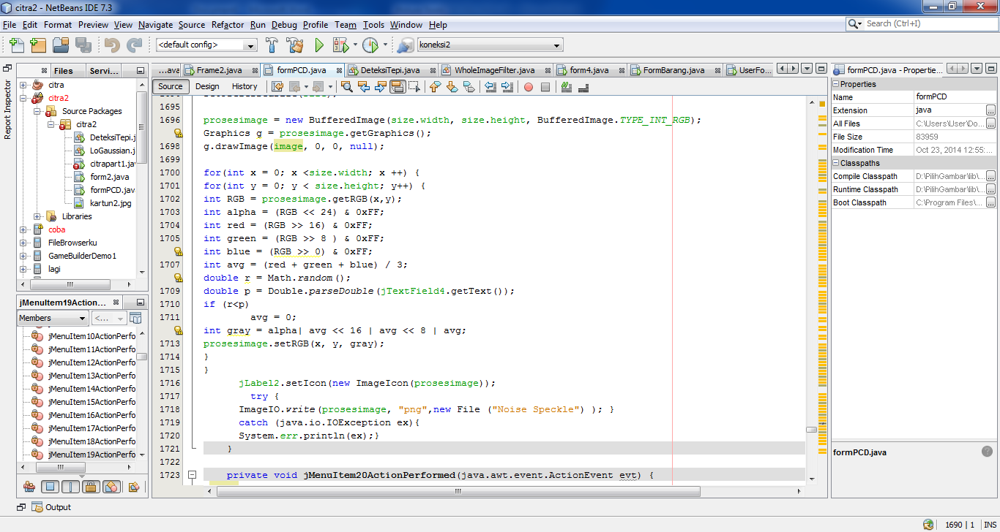 citra2 - NetBeans IDE 7.3
File Edit Format Preview View Navigate Source Refactor Run Debug Profile Team Tools Window Help
Search (Ctrl+I)
<default config>
koneksi2
Report Inspector
Files
Servi...
citra
citra2
Source Packages
citra2
DeteksiTepi.j
LoGaussian.j
citrapart1.java
form2.java
formPCD.java
kartun2.jpg
Libraries
coba
FileBrowserku
GameBuilderDemo1
lagi
jMenuItem19Action...
Members
<...
jMenuItem10ActionPerfo
jMenuItem11ActionPerfo
jMenuItem12ActionPerfo
jMenuItem13ActionPerfo
jMenuItem14ActionPerfo
jMenuItem15ActionPerfo
jMenuItem16ActionPerfo
jMenuItem17ActionPerfo
jMenuItem18ActionPerfo
jMenuItem19ActionPerfo
...ava
Frame2.java
formPCD.java
DeteksiTepi.java
WholeImageFilter.java
form4.java
FormBarang.java
UserFo...
Source Design History
1695
1696 prosesimage = new BufferedImage(size.width, size.height, BufferedImage.TYPE_INT_RGB);
Graphics g = prosesimage.getGraphics();
1698 g.drawImage(image, 0, 0, null);
1699
1700 for(int x = 0; x <size.width; x ++) {
1701 for(int y = 0; y < size.height; y++) {
1702 int RGB = prosesimage.getRGB(x,y);
1703 int alpha = (RGB << 24) & 0xFF;
1704 int red = (RGB >> 16) & 0xFF;
1705 int green = (RGB >> 8 ) & 0xFF;
int blue = (RGB >> 0) & 0xFF;
1707 int avg = (red + green + blue) / 3;
double r = Math.random();
1709 double p = Double.parseDouble(jTextField4.getText());
1710 if (r<p)
1711 avg = 0;
int gray = alpha| avg << 16 | avg << 8 | avg;
1713 prosesimage.setRGB(x, y, gray);
1714 }
1715 }
1716 jLabel2.setIcon(new ImageIcon(prosesimage));
1717 try {
1718 ImageIO.write(prosesimage, "png",new File ("Noise Speckle") ); }
1719 catch (java.io.IOException ex){
1720 System.err.println(ex);}
1721 }
1722
1723 private void jMenuItem20ActionPerformed(java.awt.event.ActionEvent evt) {
formPCD.java - Propertie...
Properties
Name formPCD
Extension java
All Files C:\Users\User\Do...
File Size 83959
Modification Time Oct 23, 2014 12:55:...
Classpaths
Compile Classpath D:\PilihGambar\lib\...
Runtime Classpath D:\PilihGambar\lib\...
Boot Classpath C:\Program Files\...
formPCD.java
Output
1690 | 1 INS